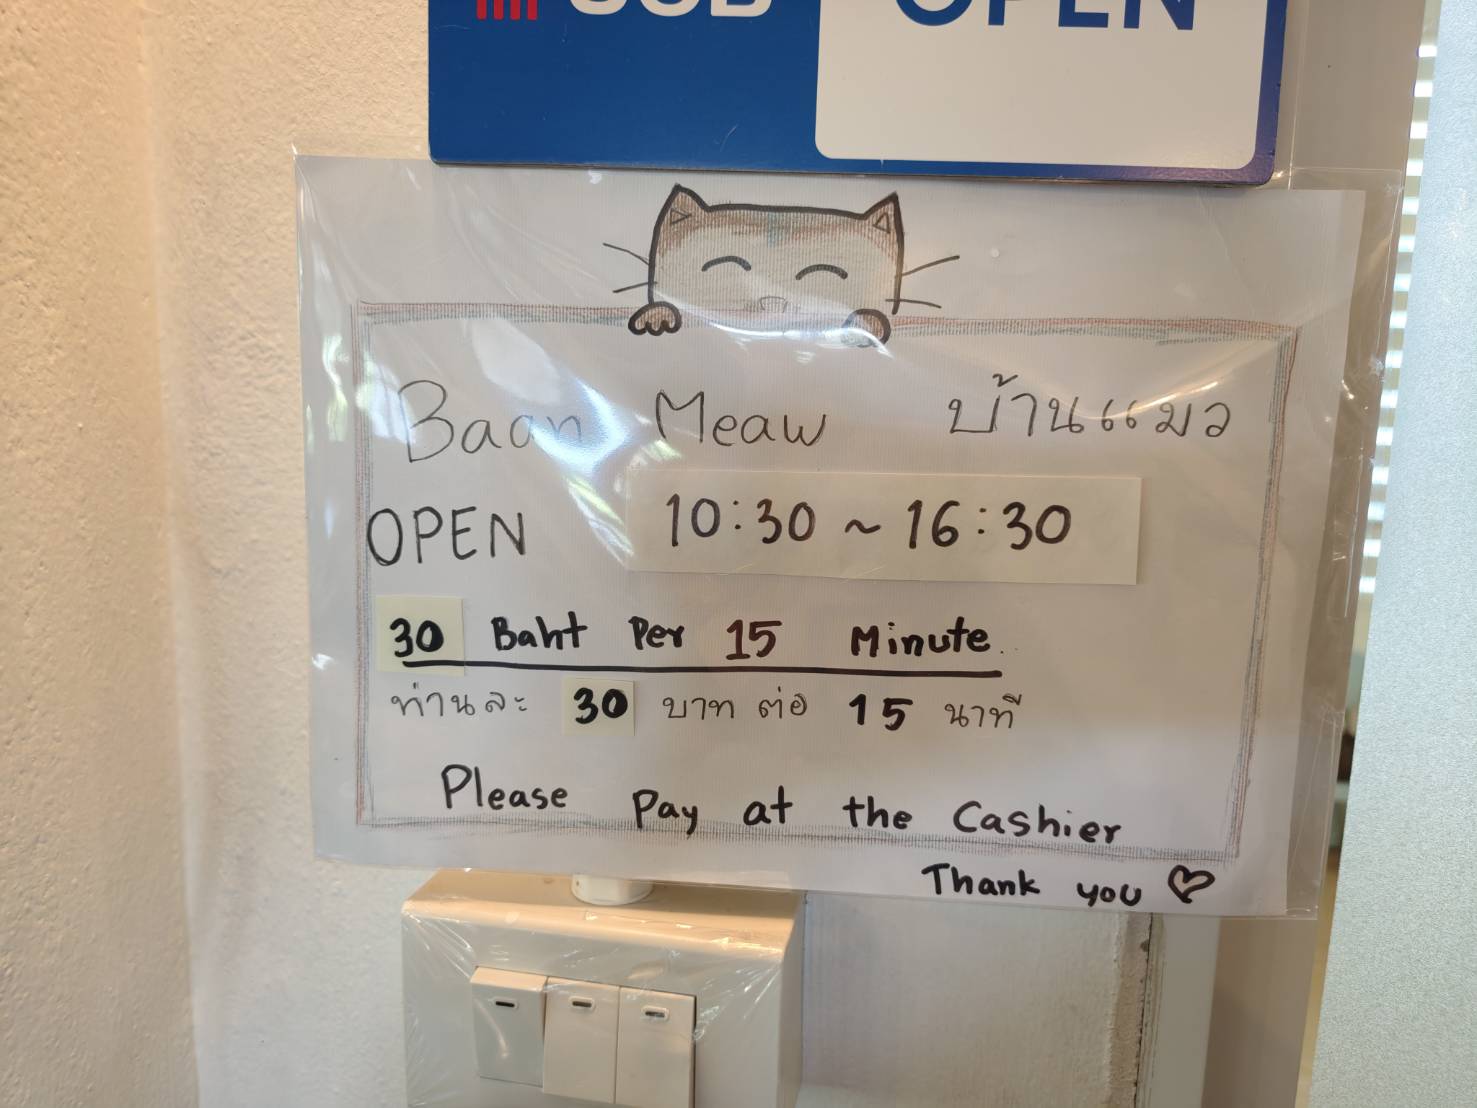 UOB OPEN
Baan Meaw บ้านแมว
OPEN 10:30 ~ 16:30
30 Baht Per 15 Minute.
ท่านละ 30 บาท ต่อ 15 นาที
Please Pay at the Cashier
Thank you